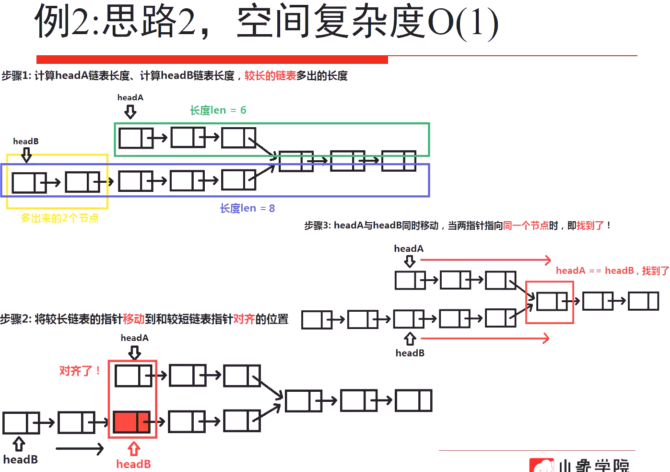 例2:思路2，空间复杂度O(1)
步骤1: 计算headA链表长度、计算headB链表长度，较长的链表多出的长度
headA
长度len = 6
headB
多出来的2个节点
长度len = 8
步骤3: headA与headB同时移动，当两指针指向同一个节点时，即找到了！
headA
headA == headB，找到了
headB
步骤2: 将较长链表的指针移动到和较短链表指针对齐的位置
headA
对齐了！
headB
headB
小象学院